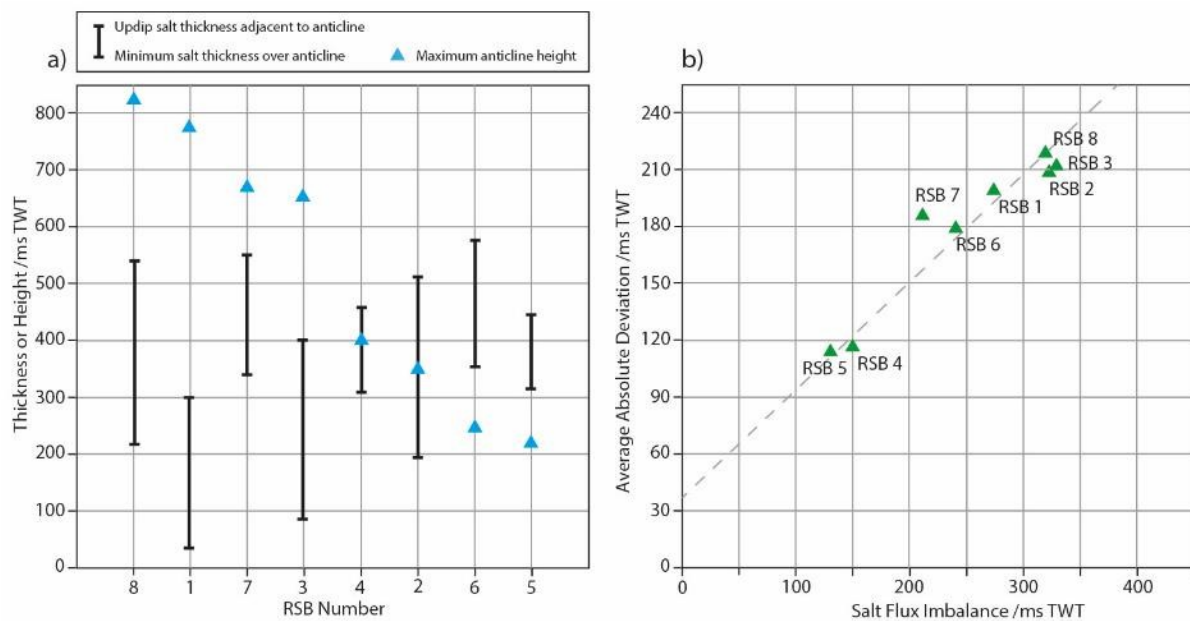 Updip salt thickness adjacent to anticline
Minimum salt thickness over anticline
Maximum anticline height
a)
Thickness or Height /ms TWT
800
700
600
500
400
300
200
100
0
8 1 7 3 4 2 6 5
RSB Number
b)
Average Absolute Deviation /ms TWT
240
210
180
150
120
90
60
30
0
RSB 8
RSB 3
RSB 2
RSB 7
RSB 1
RSB 6
RSB 5
RSB 4
0 100 200 300 400
Salt Flux Imbalance /ms TWT